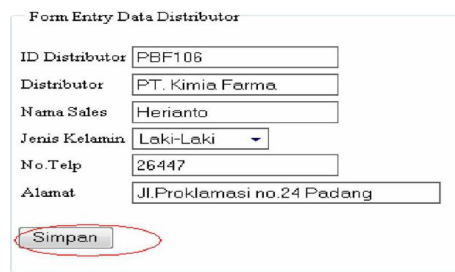 Form Entry Data Distributor
ID Distributor PBF106
Distributor PT. Kimia Farma
Nama Sales Herianto
Jenis Kelamin Laki-Laki
No.Telp 26447
Alamat Jl.Proklamasi no.24 Padang
Simpan